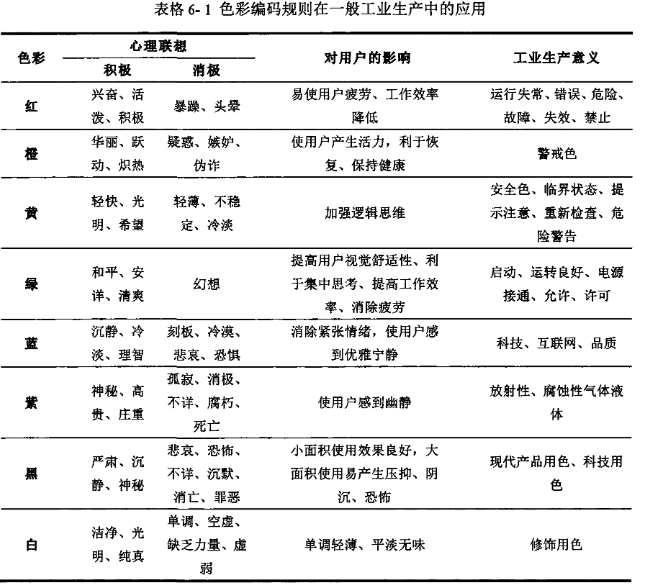 表格 6-1 色彩编码规则在一般工业生产中的应用
色彩 心理联想 对用户的影响 工业生产意义
积极 消极
红 兴奋、活泼、积极 暴躁、头晕 易使用户疲劳、工作效率降低 运行失常、错误、危险、故障、失效、禁止
橙 华丽、跃动、炽热 疑惑、嫉妒、伪诈 使用户产生活力，利于恢复、保持健康 警戒色
黄 轻快、光明、希望 轻薄、不稳定、冷淡 加强逻辑思维 安全色、临界状态、提示注意、重新检查、危险警告
绿 和平、安详、清爽 幻想 提高用户视觉舒适性、利于集中思考、提高工作效率、消除疲劳 启动、运转良好、电源接通、允许、许可
蓝 沉静、冷淡、理智 刻板、冷漠、悲哀、恐惧 消除紧张情绪，使用户感到优雅宁静 科技、互联网、品质
紫 神秘、高贵、庄重 孤寂、消极、不详、腐朽、死亡 使用户感到幽静 放射性、腐蚀性气体液体
黑 严肃、沉静、神秘 悲哀、恐怖、不详、沉默、消亡、罪恶 小面积使用效果良好，大面积使用易产生压抑、阴沉、恐怖 现代产品用色、科技用色
白 洁净、光明、纯真 单调、空虚、缺乏力量、虚弱 单调轻薄、平淡无味 修饰用色